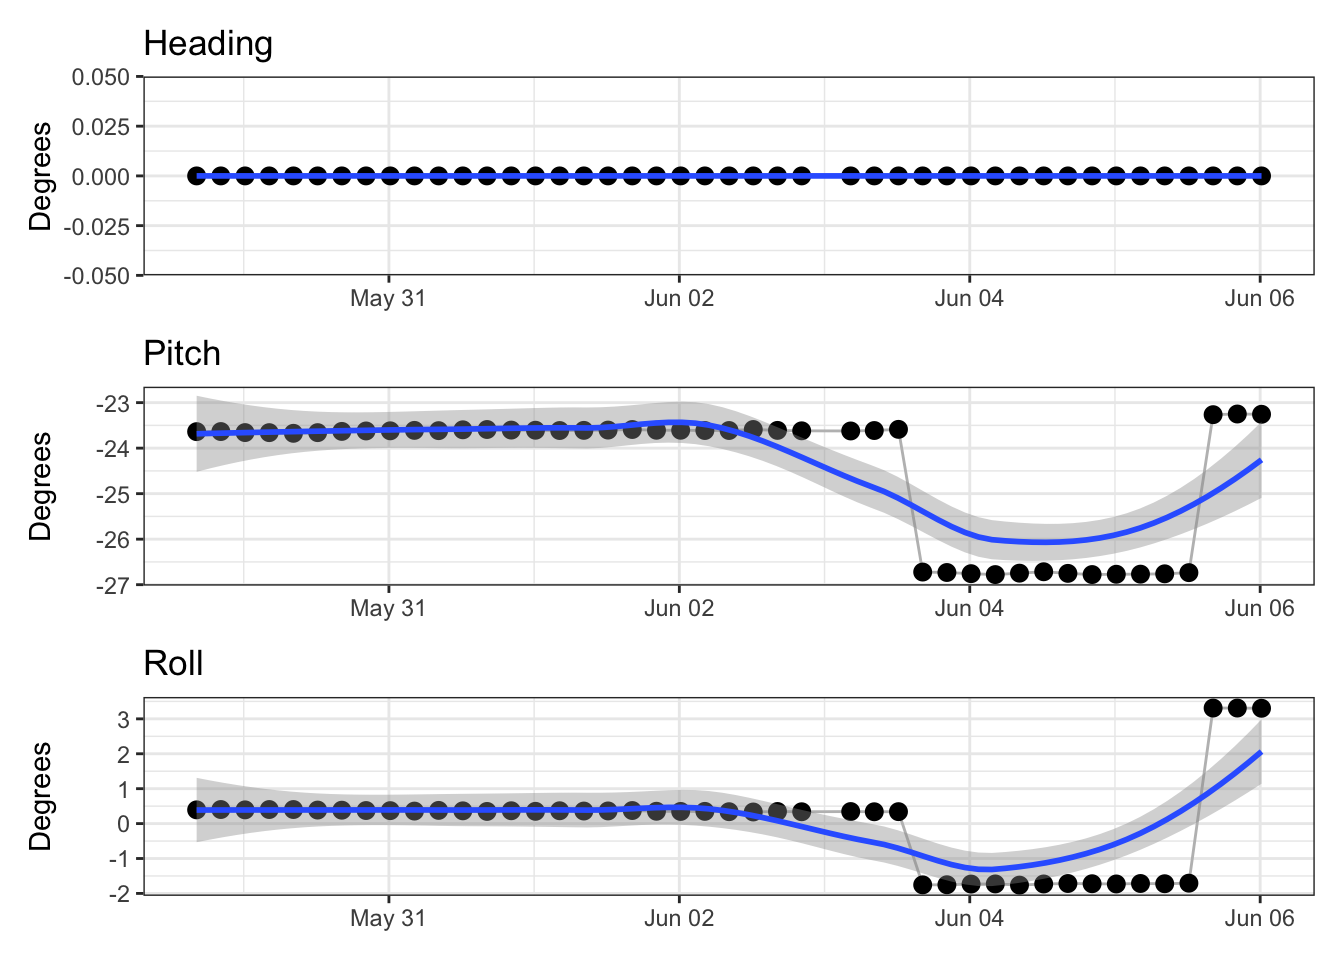 Heading
Degrees
0.050
0.025
0.000
-0.025
-0.050
May 31 Jun 02 Jun 04 Jun 06
Pitch
Degrees
-23
-24
-25
-26
-27
May 31 Jun 02 Jun 04 Jun 06
Roll
Degrees
3
2
1
0
-1
-2
May 31 Jun 02 Jun 04 Jun 06